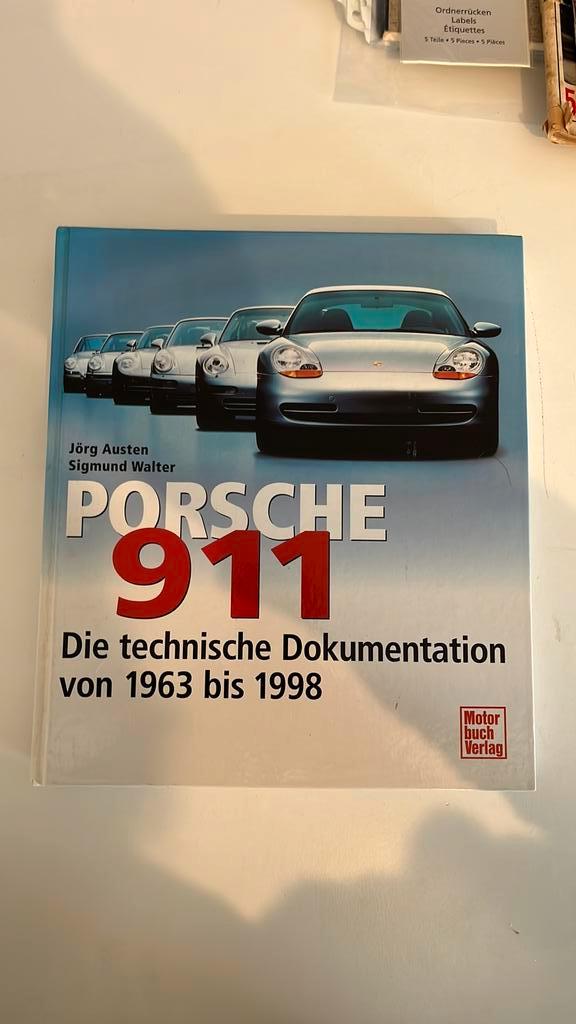 Ordnerrücken
Labels
Étiquettes
5 Teile • 5 Pieces • 5 Pièces
5
Jörg Austen
Sigmund Walter
PORSCHE
911
Die technische Dokumentation
von 1963 bis 1998
Motor
buch
Verlag